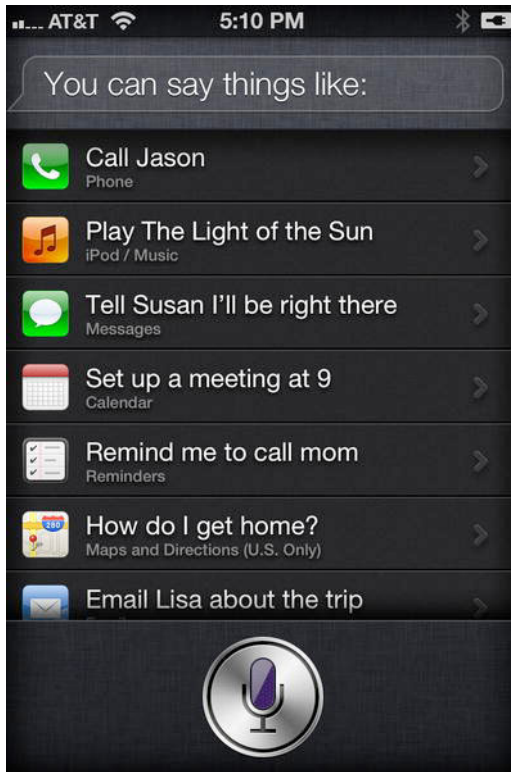 AT&T 5:10 PM
You can say things like:
Call Jason
Phone
Play The Light of the Sun
iPod / Music
Tell Susan I'll be right there
Messages
Set up a meeting at 9
Calendar
Remind me to call mom
Reminders
280
How do I get home?
Maps and Directions (U.S. Only)
Email Lisa about the trip